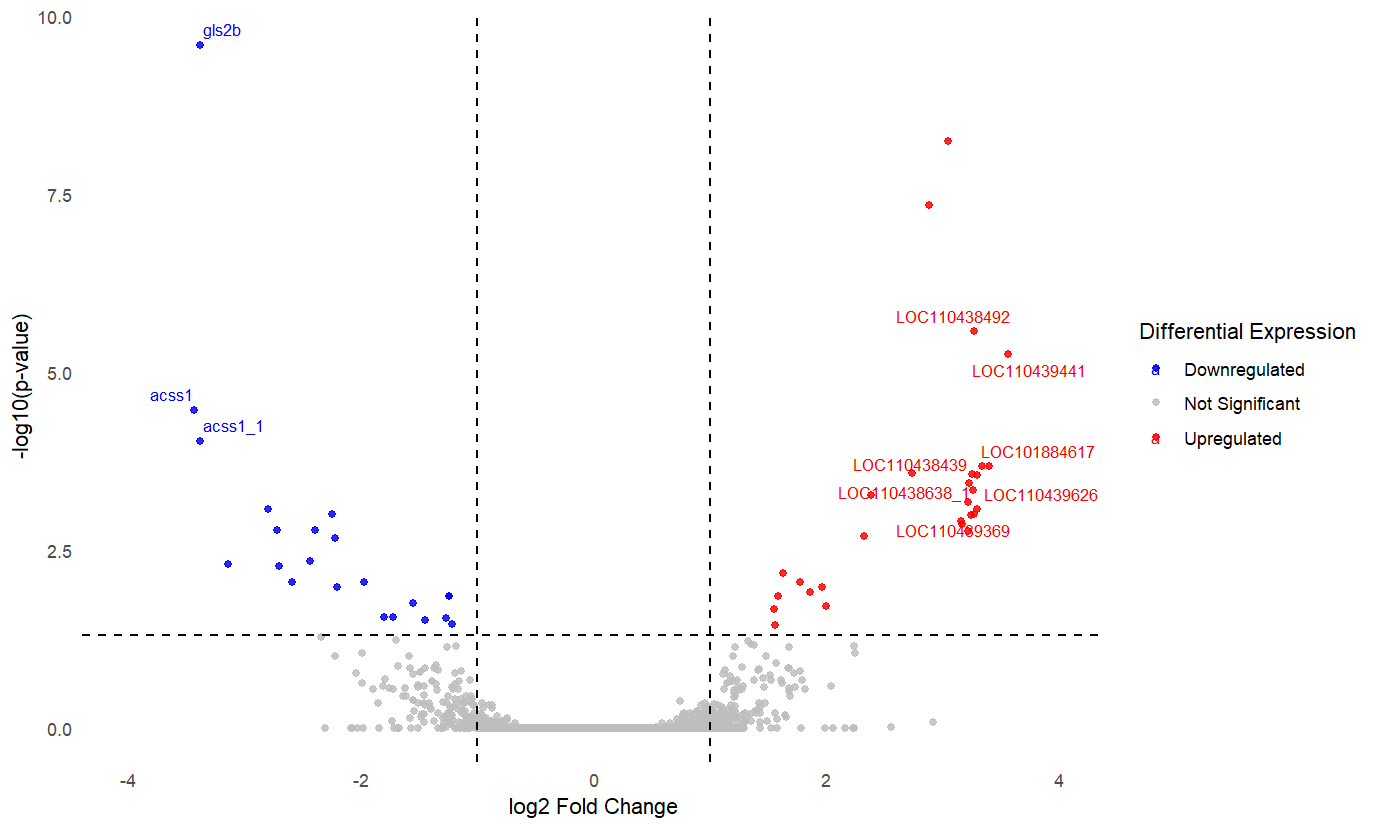 10.0
gls2b
7.5
LOC110438492
Differential Expression
-log10(p-value)
5.0
LOC110439441
a Downregulated
acss1
Not Significant
acss1_1
a Upregulated
LOC101884617
LOC110438439
LOC110438638_1
LOC110439626
LOC110439369
2.5
0.0
-4
-2
0
2
4
log2 Fold Change